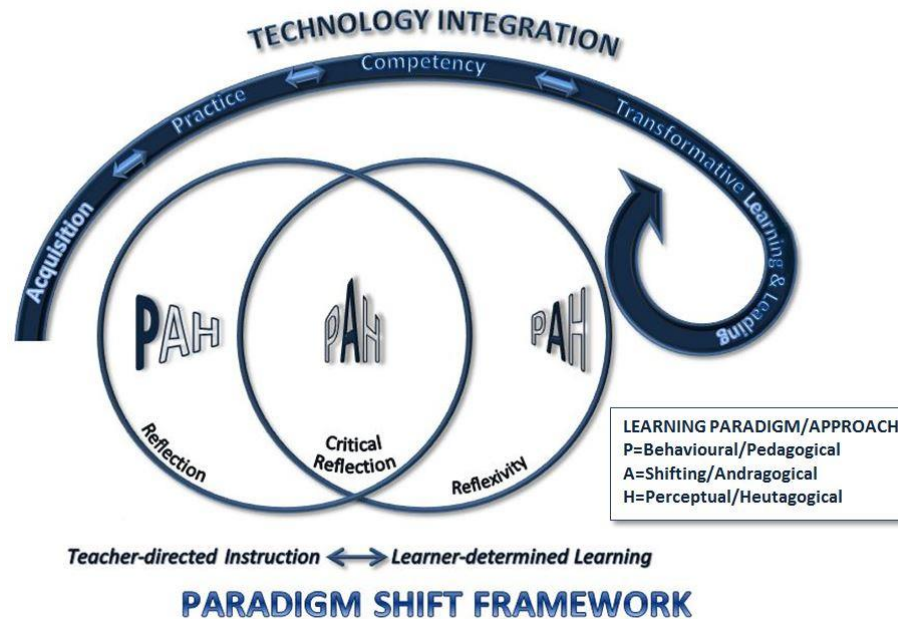 TECHNOLOGY INTEGRATION
Acquisition
Practice
Competency
Transformative Learning & Leading
PAH
PAH
PAH
Reflection
Critical
Reflection
Reflexivity
LEARNING PARADIGM/APPROACH
P=Behavioural/Pedagogical
A=Shifting/Andragogical
H=Perceptual/Heutagogical
Teacher-directed Instruction
Learner-determined Learning
PARADIGM SHIFT FRAMEWORK